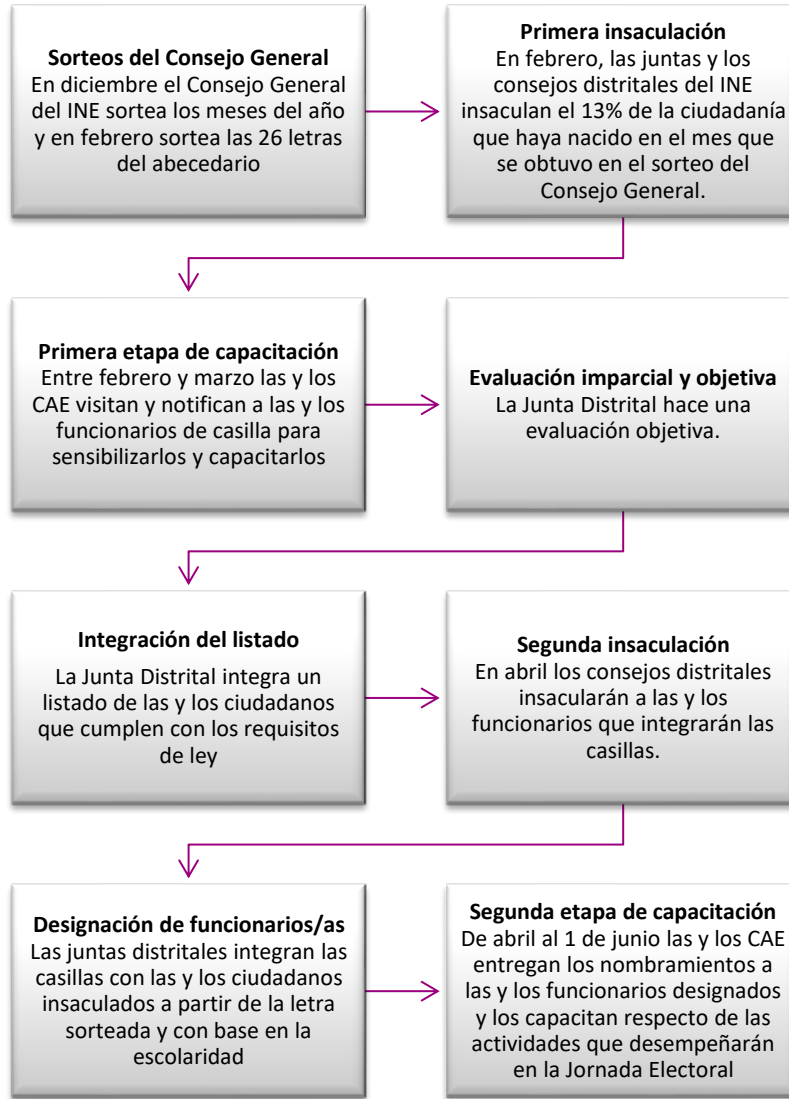 Sorteos del Consejo General
En diciembre el Consejo General
del INE sortea los meses del año
y en febrero sortea las 26 letras
del abecedario
Primera insaculación
En febrero, las juntas y los
consejos distritales del INE
insaculan el 13% de la ciudadanía
que haya nacido en el mes que
se obtuvo en el sorteo del
Consejo General.
Primera etapa de capacitación
Entre febrero y marzo las y los
CAE visitan y notifican a las y los
funcionarios de casilla para
sensibilizarlos y capacitarlos
Evaluación imparcial y objetiva
La Junta Distrital hace una
evaluación objetiva.
Integración del listado
La Junta Distrital integra un
listado de las y los ciudadanos
que cumplen con los requisitos
de ley
Segunda insaculación
En abril los consejos distritales
insacularán a las y los
funcionarios que integrarán las
casillas.
Designación de funcionarios/as
Las juntas distritales integran las
casillas con las y los ciudadanos
insaculados a partir de la letra
sorteada y con base en la
escolaridad
Segunda etapa de capacitación
De abril al 1 de junio las y los CAE
entregan los nombramientos a
las y los funcionarios designados
y los capacitan respecto de las
actividades que desempeñarán
en la Jornada Electoral